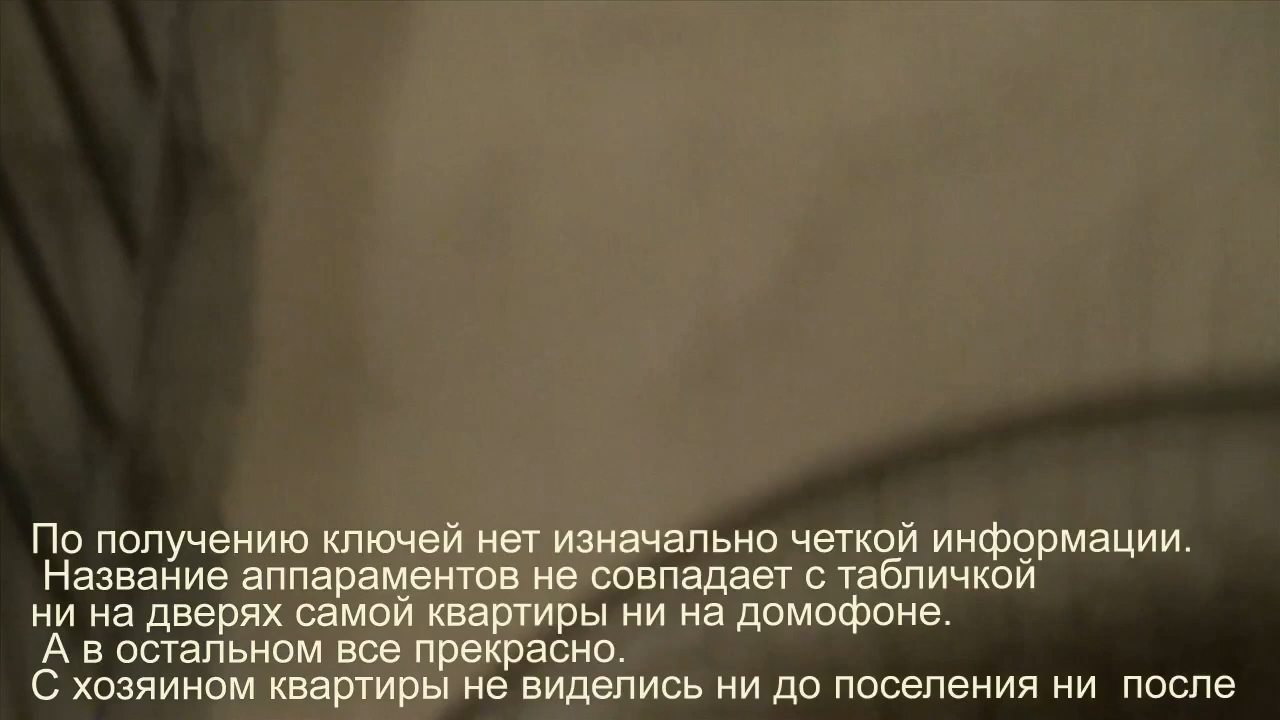 По получению ключей нет изначально четкой информации.
Название аппараментов не совпадает с табличкой
ни на дверях самой квартиры ни на домофоне.
А в остальном все прекрасно.
С хозяином квартиры не виделись ни до поселения ни после